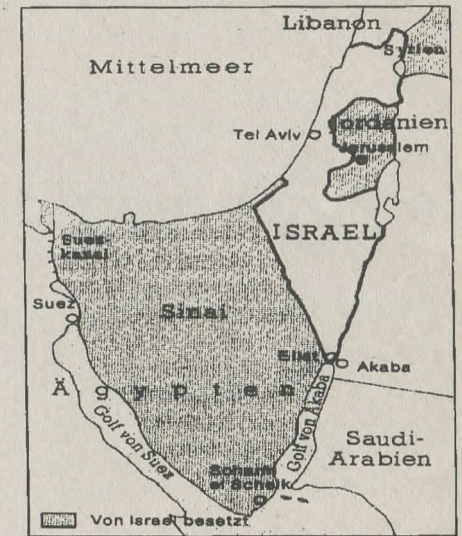 Libanon
Syrien
Mittelmeer
Jordanien
Tel Aviv
Jerusalem
ISRAEL
Suez-
kanal
Suez
Sinai
Eilat
Akaba
Ägypten
Golf von Suez
Golf von Akaba
Saudi-
Arabien
Scharm
el Scheik
Von Israel besetzt